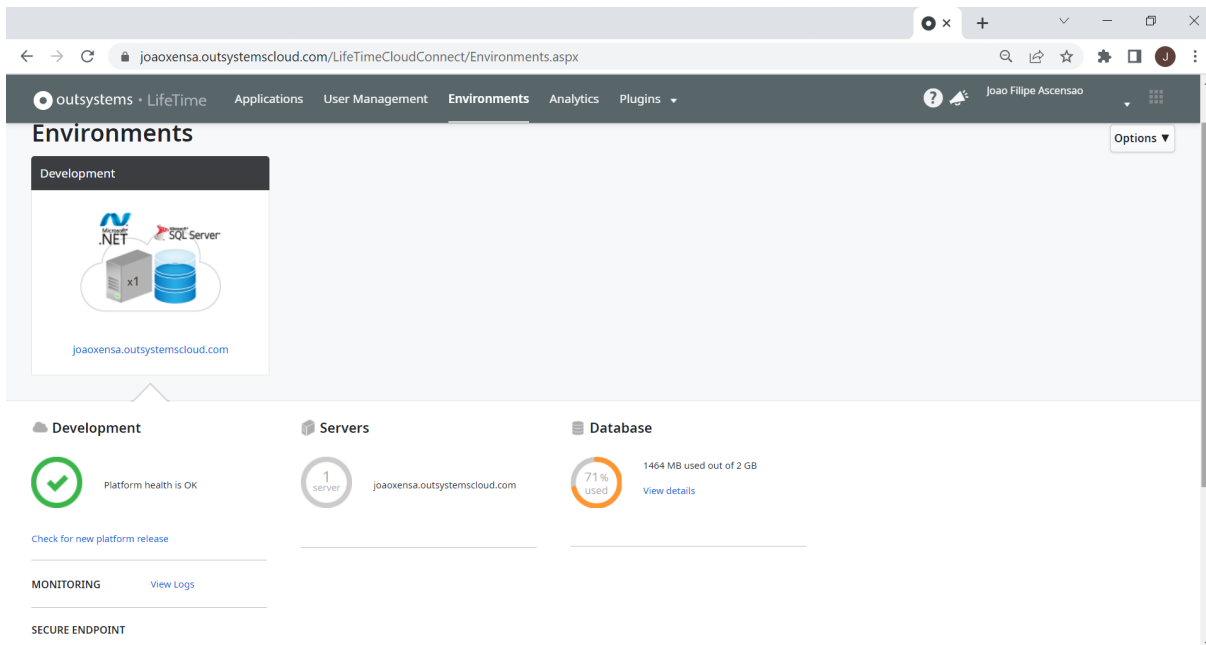 joaoxensa.outsystemscloud.com/LifeTimeCloudConnect/Environments.aspx
J
outsystems · LifeTime Applications User Management Environments Analytics Plugins
? Joao Filipe Ascensao
Environments
Options ▼
Development
Microsoft
.NET
Microsoft
SQL Server
x1
joaoxensa.outsystemscloud.com
Development
Servers
Database
Platform health is OK
1
server
joaoxensa.outsystemscloud.com
71%
used
1464 MB used out of 2 GB
View details
Check for new platform release
MONITORING View Logs
SECURE ENDPOINT